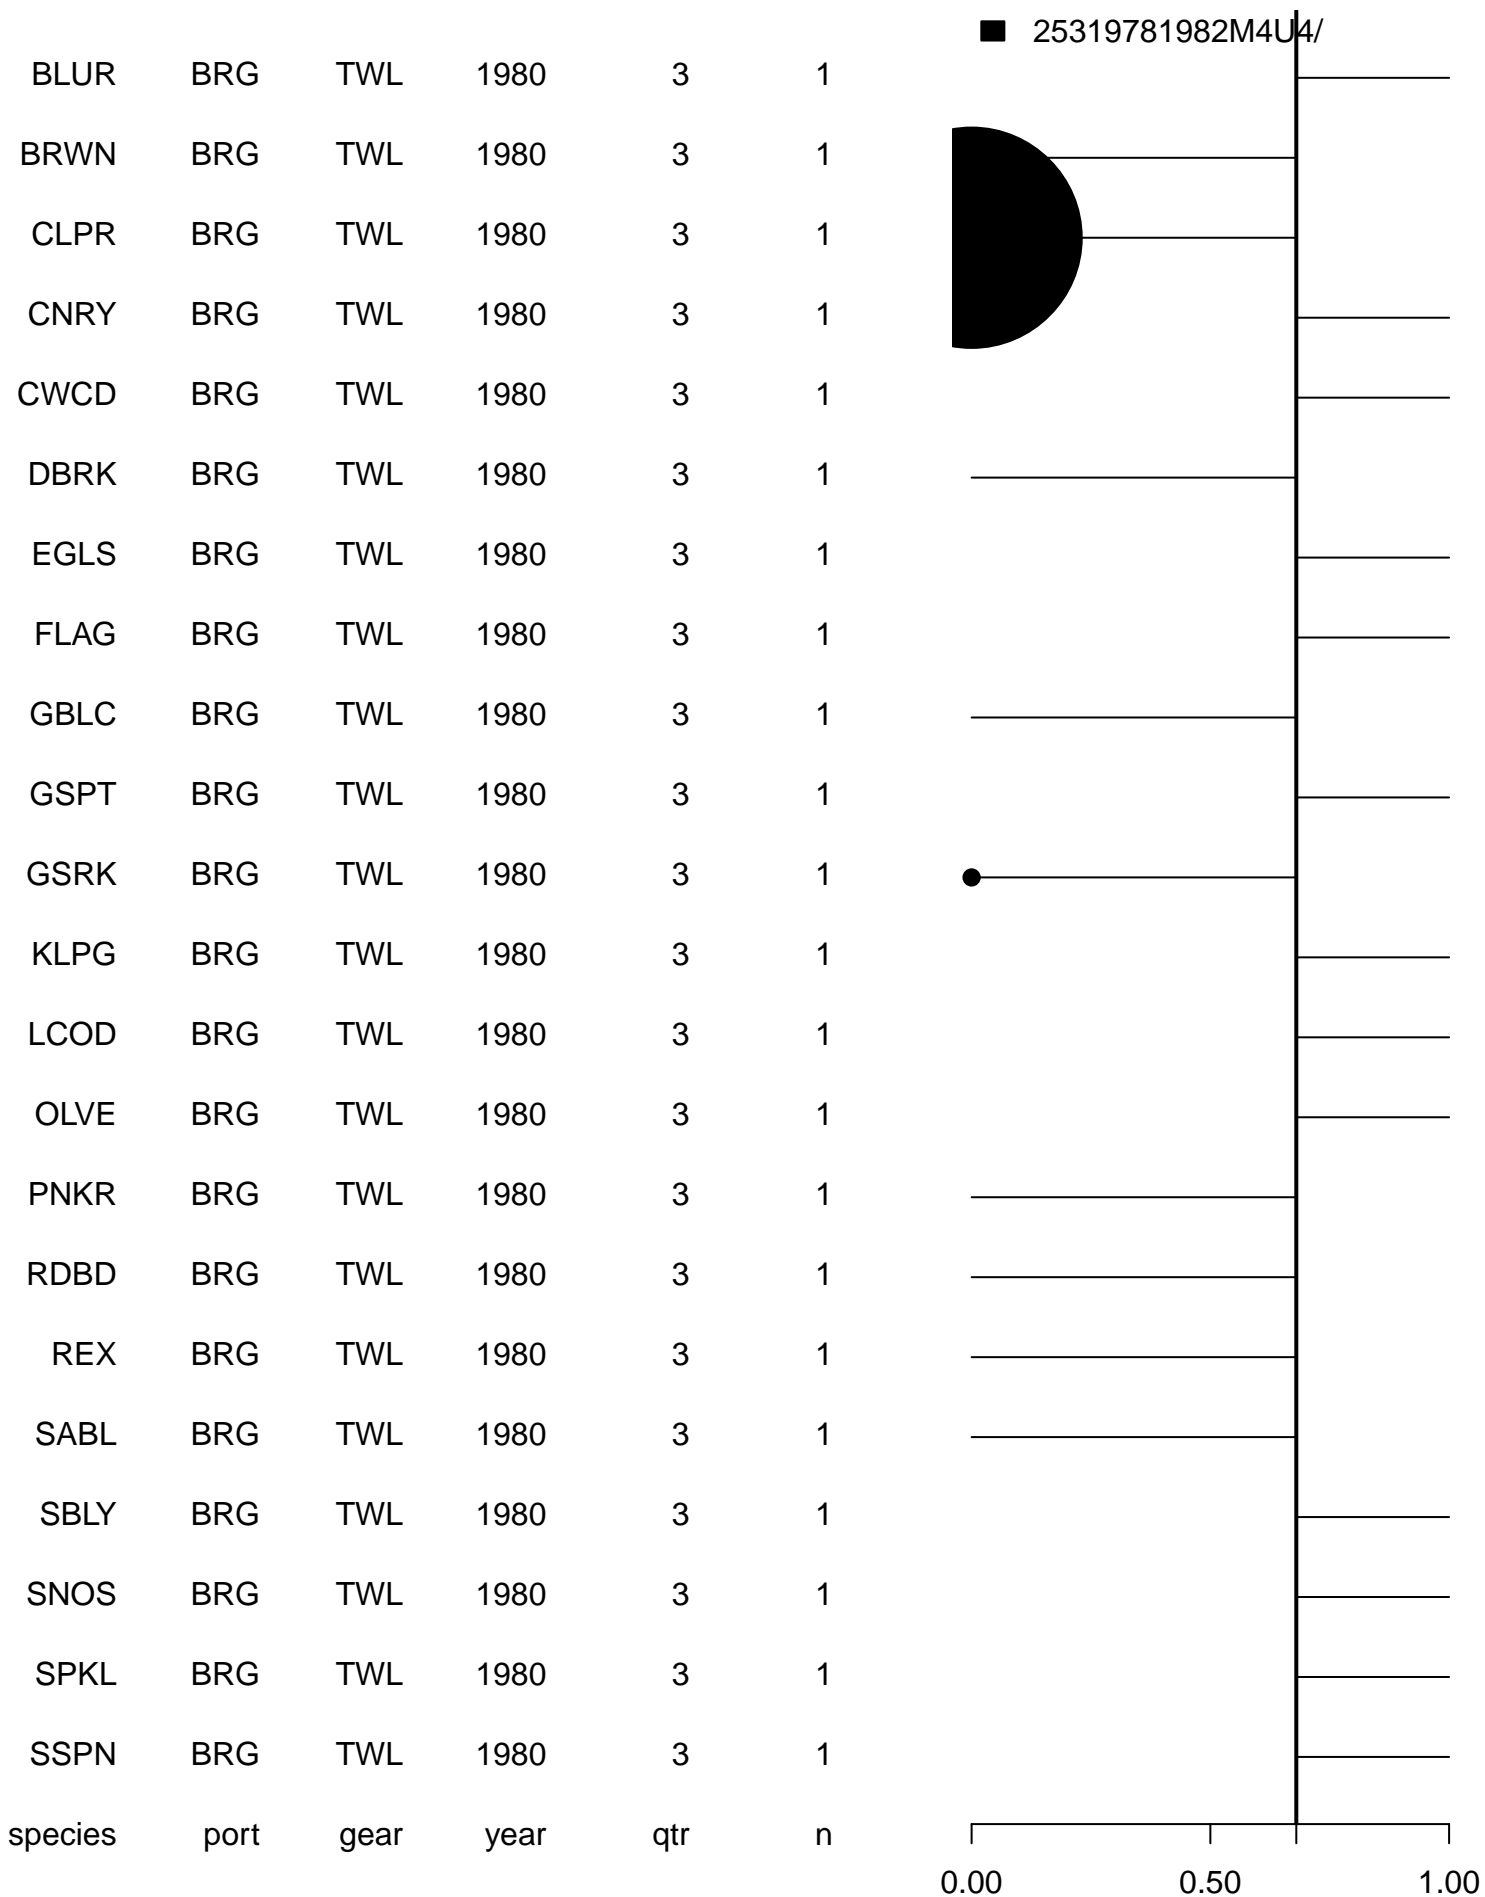 25319781982M4U4/
BLUR BRG TWL 1980 3 1
BRWN BRG TWL 1980 3 1
CLPR BRG TWL 1980 3 1
CNRY BRG TWL 1980 3 1
CWCD BRG TWL 1980 3 1
DBRK BRG TWL 1980 3 1
EGLS BRG TWL 1980 3 1
FLAG BRG TWL 1980 3 1
GBLC BRG TWL 1980 3 1
GSPT BRG TWL 1980 3 1
GSRK BRG TWL 1980 3 1
KLPG BRG TWL 1980 3 1
LCOD BRG TWL 1980 3 1
OLVE BRG TWL 1980 3 1
PNKR BRG TWL 1980 3 1
RDBD BRG TWL 1980 3 1
REX BRG TWL 1980 3 1
SABL BRG TWL 1980 3 1
SBLY BRG TWL 1980 3 1
SNOS BRG TWL 1980 3 1
SPKL BRG TWL 1980 3 1
SSPN BRG TWL 1980 3 1
species port gear year qtr n
0.00 0.50 1.00